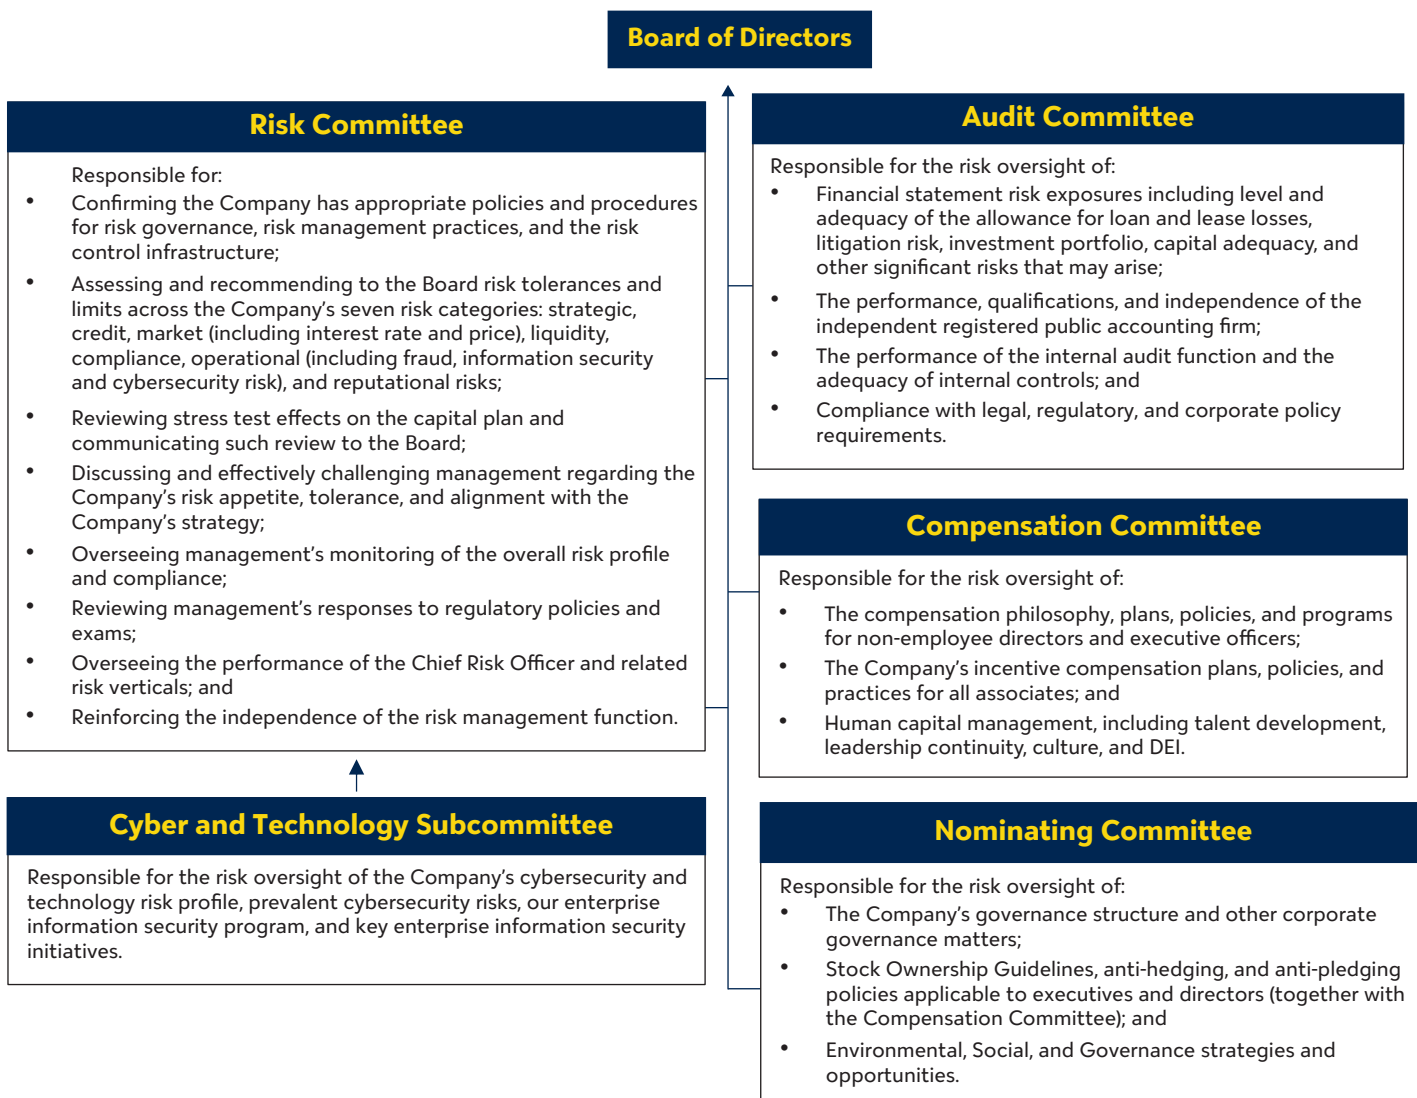 Board of Directors
Risk Committee
Responsible for:
• Confirming the Company has appropriate policies and procedures
for risk governance, risk management practices, and the risk
control infrastructure;
• Assessing and recommending to the Board risk tolerances and
limits across the Company’s seven risk categories: strategic,
credit, market (including interest rate and price), liquidity,
compliance, operational (including fraud, information security
and cybersecurity risk), and reputational risks;
• Reviewing stress test effects on the capital plan and
communicating such review to the Board;
• Discussing and effectively challenging management regarding the
Company’s risk appetite, tolerance, and alignment with the
Company’s strategy;
• Overseeing management’s monitoring of the overall risk profile
and compliance;
• Reviewing management’s responses to regulatory policies and
exams;
• Overseeing the performance of the Chief Risk Officer and related
risk verticals; and
• Reinforcing the independence of the risk management function.
Cyber and Technology Subcommittee
Responsible for the risk oversight of the Company’s cybersecurity and
technology risk profile, prevalent cybersecurity risks, our enterprise
information security program, and key enterprise information security
initiatives.
Audit Committee
Responsible for the risk oversight of:
• Financial statement risk exposures including level and
adequacy of the allowance for loan and lease losses,
litigation risk, investment portfolio, capital adequacy, and
other significant risks that may arise;
• The performance, qualifications, and independence of the
independent registered public accounting firm;
• The performance of the internal audit function and the
adequacy of internal controls; and
• Compliance with legal, regulatory, and corporate policy
requirements.
Compensation Committee
Responsible for the risk oversight of:
• The compensation philosophy, plans, policies, and programs
for non-employee directors and executive officers;
• The Company’s incentive compensation plans, policies, and
practices for all associates; and
• Human capital management, including talent development,
leadership continuity, culture, and DEI.
Nominating Committee
Responsible for the risk oversight of:
• The Company’s governance structure and other corporate
governance matters;
• Stock Ownership Guidelines, anti-hedging, and anti-pledging
policies applicable to executives and directors (together with
the Compensation Committee); and
• Environmental, Social, and Governance strategies and
opportunities.